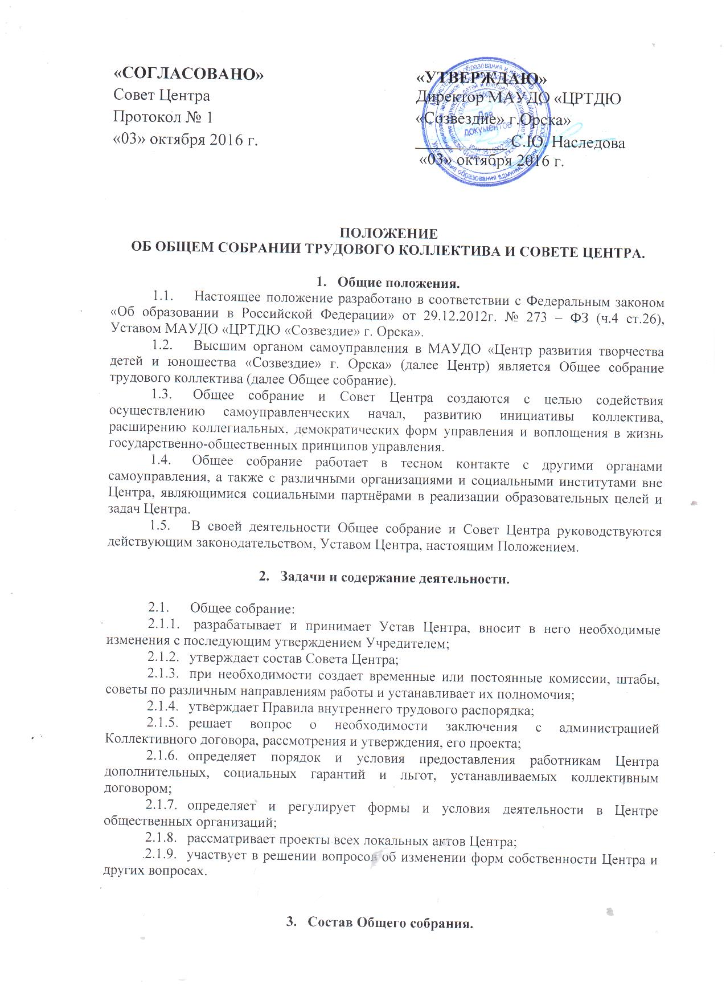 «СОГЛАСОВАНО»
Совет Центра
Протокол № 1
«03» октября 2016 г.
«УТВЕРЖДАЮ»
Директор МАУДО «ЦРТДЮ
«Созвездие» г.Орска»
С.Ю. Наследова
«03» октября 2016 г.
Для
документов
Управление образования администрации
ПОЛОЖЕНИЕ
ОБ ОБЩЕМ СОБРАНИИ ТРУДОВОГО КОЛЛЕКТИВА И СОВЕТЕ ЦЕНТРА.
1. Общие положения.
1.1. Настоящее положение разработано в соответствии с Федеральным законом
«Об образовании в Российской Федерации» от 29.12.2012г. № 273 – ФЗ (ч.4 ст.26),
Уставом МАУДО «ЦРТДЮ «Созвездие» г. Орска».
1.2. Высшим органом самоуправления в МАУДО «Центр развития творчества
детей и юношества «Созвездие» г. Орска» (далее Центр) является Общее собрание
трудового коллектива (далее Общее собрание).
1.3. Общее собрание и Совет Центра создаются с целью содействия
осуществлению самоуправленческих начал, развитию инициативы коллектива,
расширению коллегиальных, демократических форм управления и воплощения в жизнь
государственно-общественных принципов управления.
1.4. Общее собрание работает в тесном контакте с другими органами
самоуправления, а также с различными организациями и социальными институтами вне
Центра, являющимися социальными партнёрами в реализации образовательных целей и
задач Центра.
1.5. В своей деятельности Общее собрание и Совет Центра руководствуются
действующим законодательством, Уставом Центра, настоящим Положением.
2. Задачи и содержание деятельности.
2.1. Общее собрание:
2.1.1. разрабатывает и принимает Устав Центра, вносит в него необходимые
изменения с последующим утверждением Учредителем;
2.1.2. утверждает состав Совета Центра;
2.1.3. при необходимости создает временные или постоянные комиссии, штабы,
советы по различным направлениям работы и устанавливает их полномочия;
2.1.4. утверждает Правила внутреннего трудового распорядка;
2.1.5. решает вопрос о необходимости заключения с администрацией
Коллективного договора, рассмотрения и утверждения, его проекта;
2.1.6. определяет порядок и условия предоставления работникам Центра
дополнительных, социальных гарантий и льгот, устанавливаемых коллективным
договором;
2.1.7. определяет и регулирует формы и условия деятельности в Центре
общественных организаций;
2.1.8. рассматривает проекты всех локальных актов Центра;
2.1.9. участвует в решении вопросов об изменении форм собственности Центра и
других вопросах.
3. Состав Общего собрания.